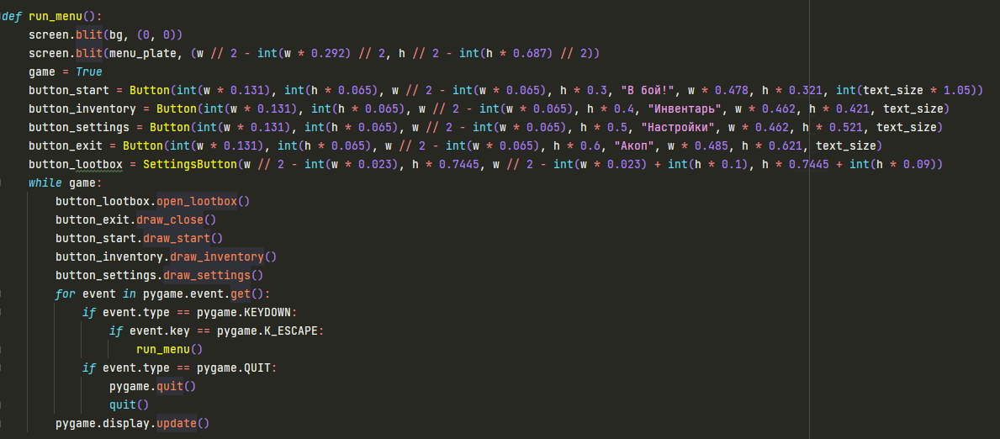 def run_menu():
    screen.blit(bg, (0, 0))
    screen.blit(menu_plate, (w // 2 - int(w * 0.292) // 2, h // 2 - int(h * 0.687) // 2))
    game = True
    button_start = Button(int(w * 0.131), int(h * 0.065), w // 2 - int(w * 0.065), h * 0.3, "В бой!", w * 0.478, h * 0.321, int(text_size * 1.05))
    button_inventory = Button(int(w * 0.131), int(h * 0.065), w // 2 - int(w * 0.065), h * 0.4, "Инвентарь", w * 0.462, h * 0.421, text_size)
    button_settings = Button(int(w * 0.131), int(h * 0.065), w // 2 - int(w * 0.065), h * 0.5, "Настройки", w * 0.462, h * 0.521, text_size)
    button_exit = Button(int(w * 0.131), int(h * 0.065), w // 2 - int(w * 0.065), h * 0.6, "Акоп", w * 0.485, h * 0.621, text_size)
    button_lootbox = SettingsButton(w // 2 - int(w * 0.023), h * 0.7445, w // 2 - int(w * 0.023) + int(h * 0.1), h * 0.7445 + int(h * 0.09))
    while game:
        button_lootbox.open_lootbox()
        button_exit.draw_close()
        button_start.draw_start()
        button_inventory.draw_inventory()
        button_settings.draw_settings()
        for event in pygame.event.get():
            if event.type == pygame.KEYDOWN:
                if event.key == pygame.K_ESCAPE:
                    run_menu()
            if event.type == pygame.QUIT:
                pygame.quit()
                quit()
        pygame.display.update()